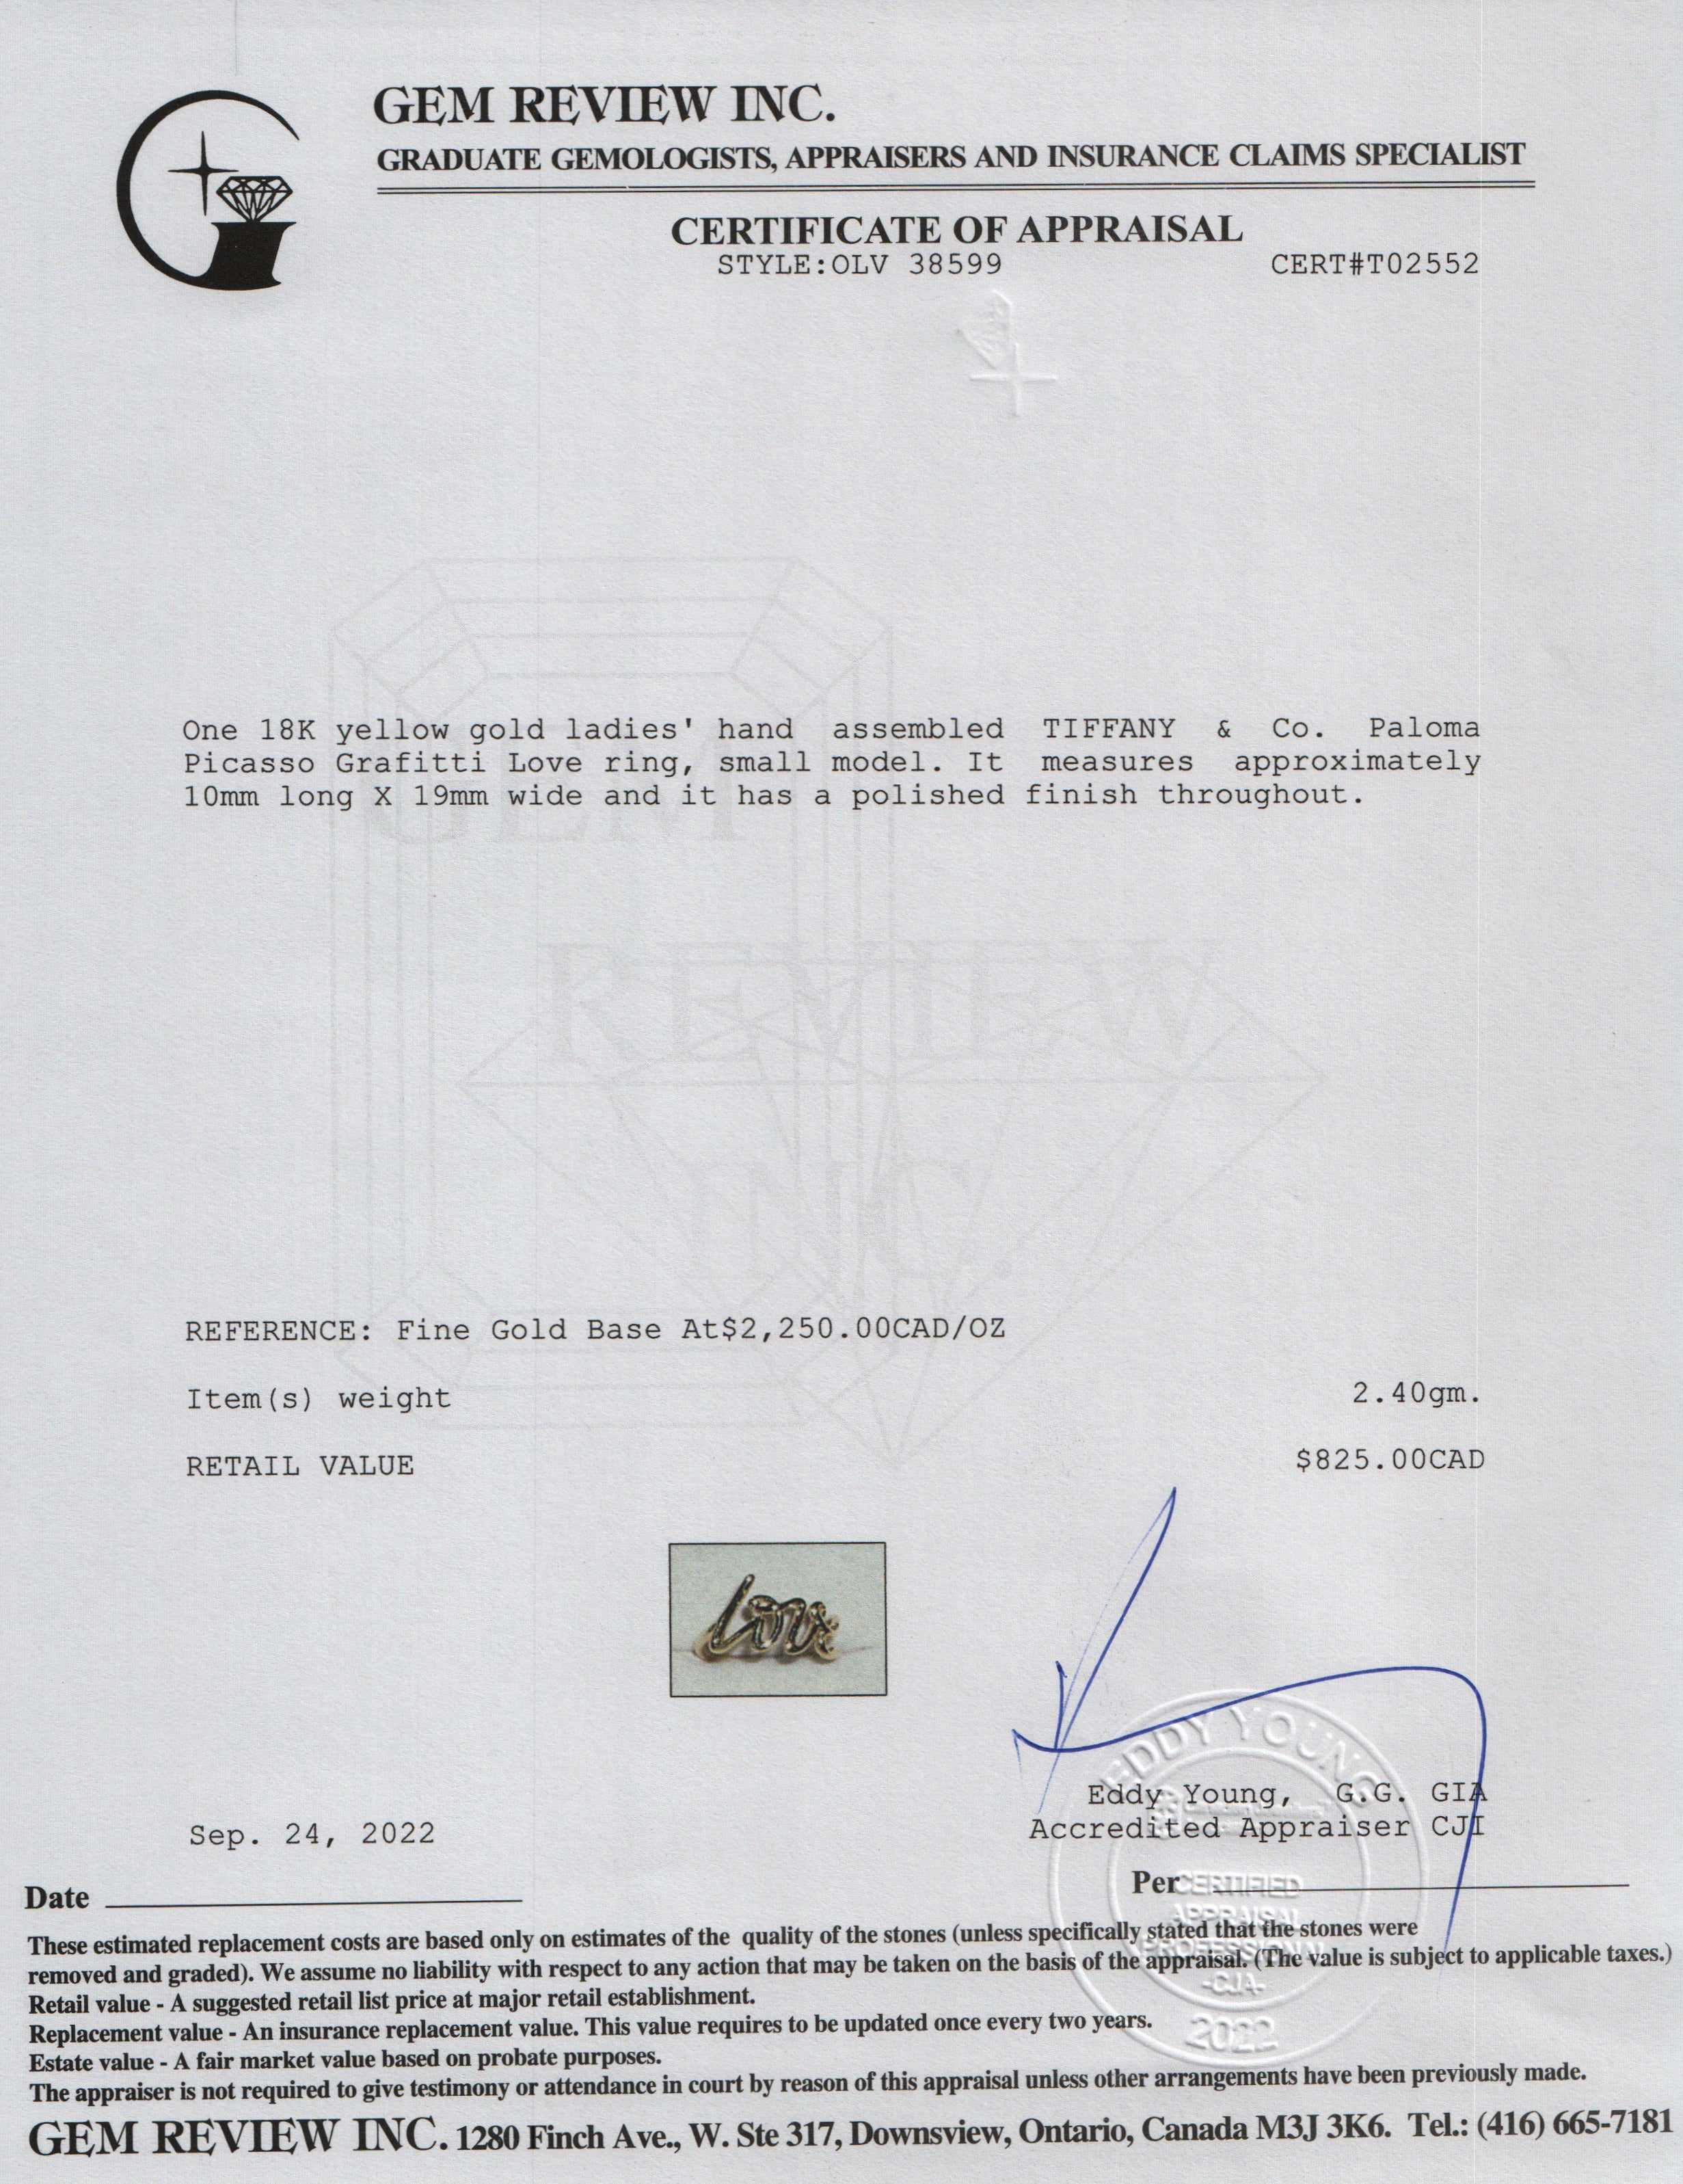 GEM REVIEW INC.
GRADUATE GEMOLOGISTS, APPRAISERS AND INSURANCE CLAIMS SPECIALIST
CERTIFICATE OF APPRAISAL
STYLE:OLV 38599
CERT#T02552
One 18K yellow gold ladies' hand assembled TIFFANY & Co. Paloma
Picasso Grafitti Love ring, small model. It measures approximately
10mm long X 19mm wide and it has a polished finish throughout.
GEM
REVIEW
INC.
REFERENCE: Fine Gold Base At$2,250.00CAD/OZ
Item(s) weight 2.40gm.
RETAIL VALUE $825.00CAD
Love
EDDY YOUNG
Eddy Young, G.G. GIA
Accredited Appraiser CJI
Sep. 24, 2022
Date
Per
CERTIFIED
APPRAISAL
PROFESSIONAL
-CJA-
2022
These estimated replacement costs are based only on estimates of the quality of the stones (unless specifically stated that the stones were
removed and graded). We assume no liability with respect to any action that may be taken on the basis of the appraisal. (The value is subject to applicable taxes.)
Retail value - A suggested retail list price at major retail establishment.
Replacement value - An insurance replacement value. This value requires to be updated once every two years.
Estate value - A fair market value based on probate purposes.
The appraiser is not required to give testimony or attendance in court by reason of this appraisal unless other arrangements have been previously made.
GEM REVIEW INC. 1280 Finch Ave., W. Ste 317, Downsview, Ontario, Canada M3J 3K6. Tel.: (416) 665-7181